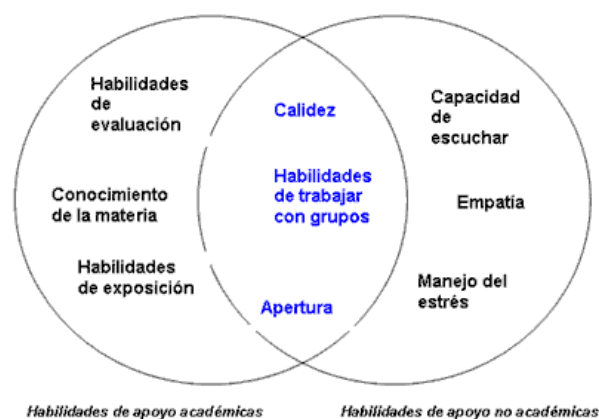 Habilidades
de
evaluación
Conocimiento
de la materia
Habilidades
de exposición
Calidez
Habilidades
de trabajar
con grupos
Apertura
Capacidad
de
escuchar
Empatía
Manejo del
estrés
Habilidades de apoyo académicas
Habilidades de apoyo no académicas